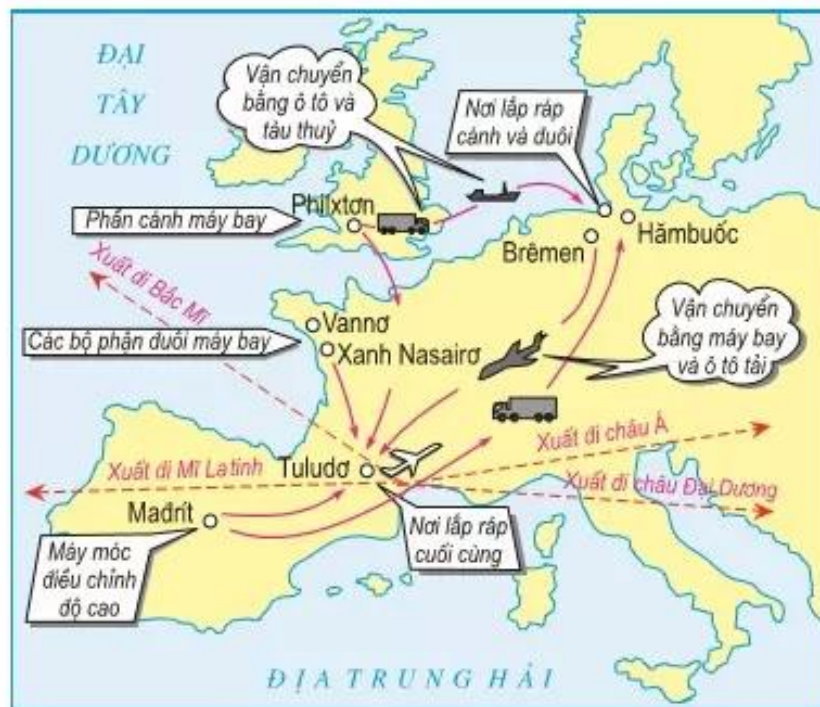 ĐẠI
TÂY
DƯƠNG
Vận chuyển
bằng ô tô và
tàu thuỷ
Nơi lắp ráp
cánh và đuôi
Philxtơn
Phần cánh máy bay
Hămbuốc
Brêmen
Xuất đi Bắc Mĩ
Vannơ
Các bộ phận đuôi máy bay
Xanh Nasairơ
Vận chuyển
bằng máy bay
và ô tô tải
Xuất đi châu Á
Xuất đi Mĩ Latinh
Tuludơ
Xuất đi châu Đại Dương
Mađrít
Nơi lắp ráp
cuối cùng
Máy móc
điều chỉnh
độ cao
ĐỊA TRUNG HẢI